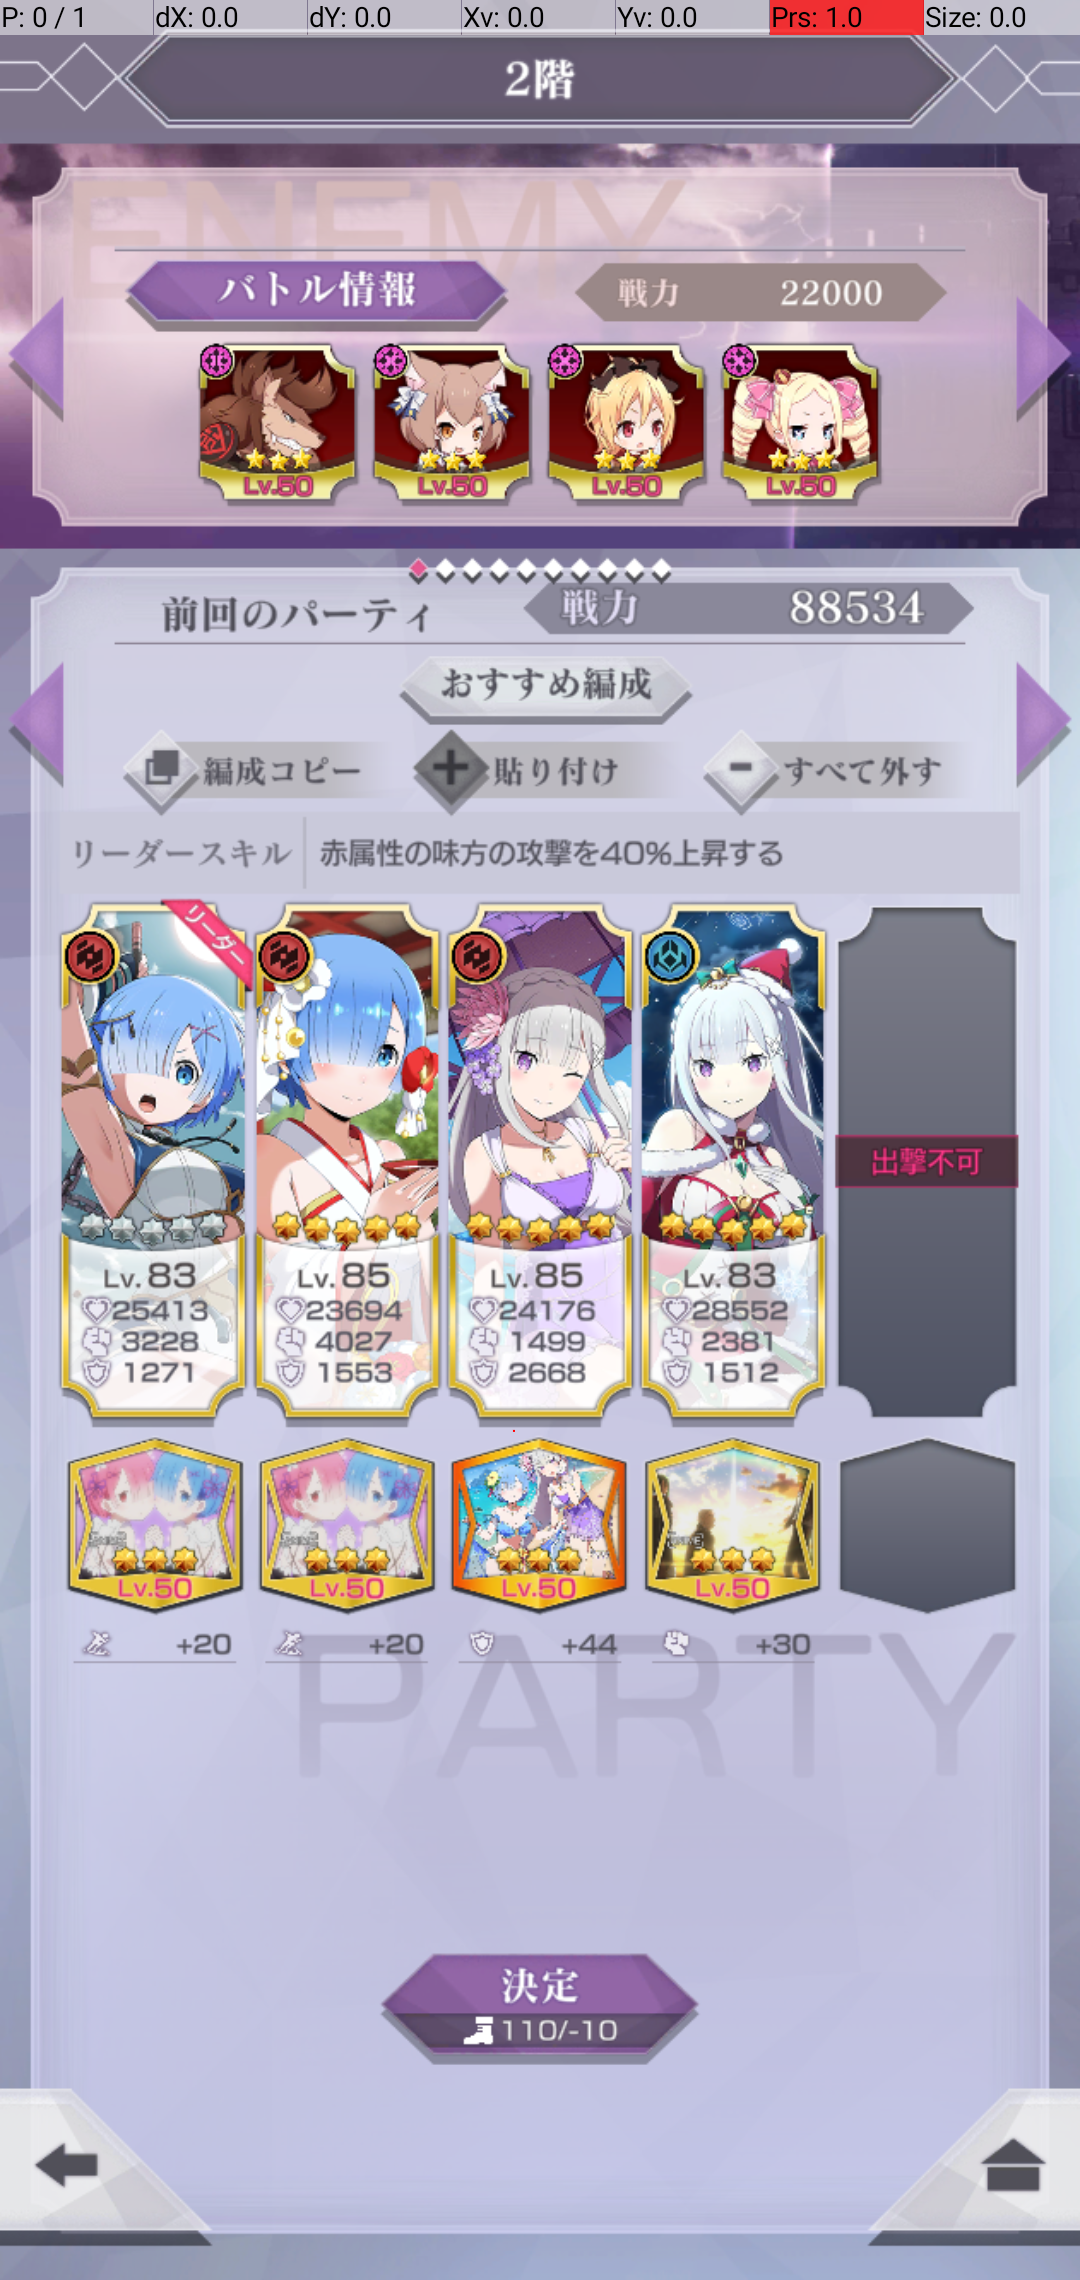 P: 0 / 1 dX: 0.0 dY: 0.0 Xv: 0.0 Yv: 0.0 Prs: 1.0 Size: 0.0
2階
ENEMY
バトル情報 戦力 22000
Lv.50 Lv.50 Lv.50 Lv.50
前回のパーティ 戦力 88534
おすすめ編成
編成コピー 貼り付け すべて外す
リーダースキル 赤属性の味方の攻撃を40%上昇する
リーダー
出撃不可
Lv.83 Lv.85 Lv.85 Lv.83
25413 23694 24176 28552
3228 4027 1499 2381
1271 1553 2668 1512
Lv.50 Lv.50 Lv.50 Lv.50
+20 +20 +44 +30
PARTY
決定
110/-10